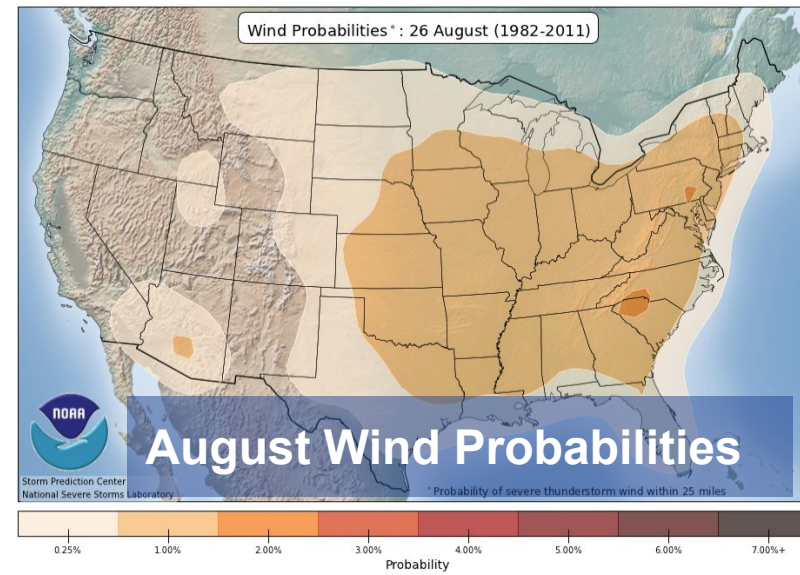 Wind Probabilities* : 26 August (1982-2011)
NOAA
August Wind Probabilities
Storm Prediction Center
National Severe Storms Laboratory
*Probability of severe thunderstorm wind within 25 miles
0.25% 1.00% 2.00% 3.00% 4.00% 5.00% 6.00% 7.00%+
Probability